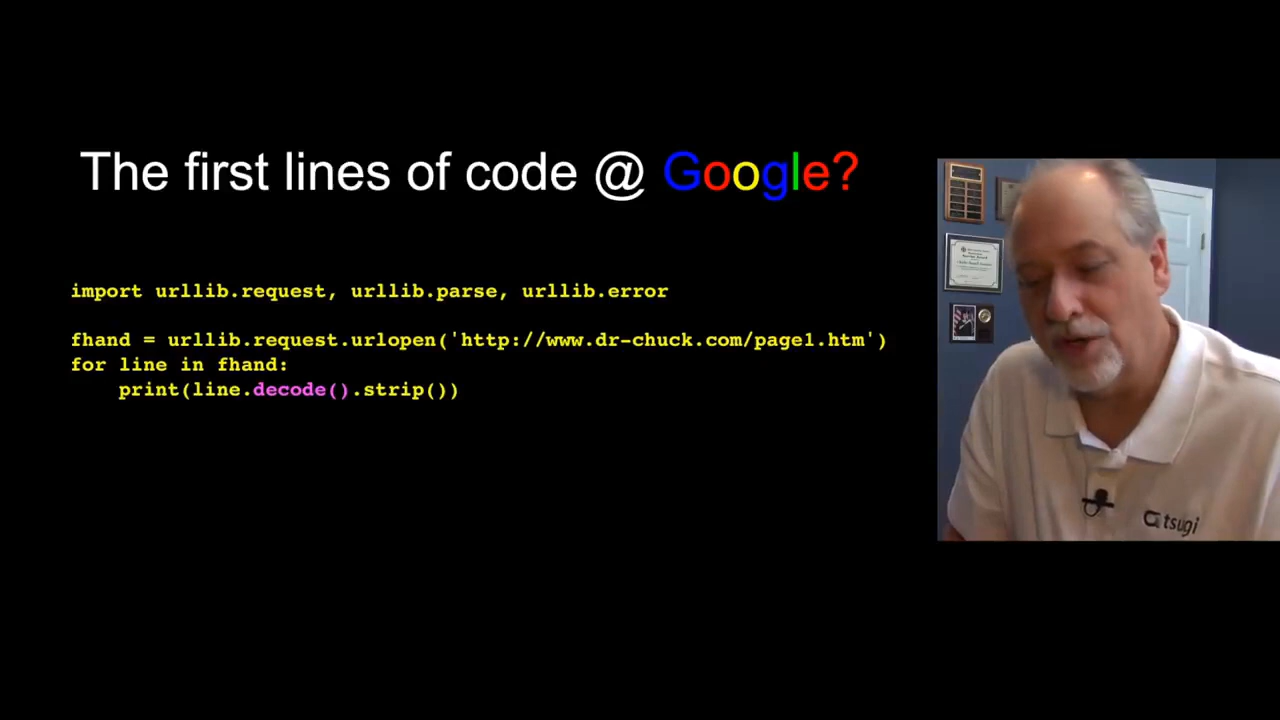 The first lines of code @ Google?
import urllib.request, urllib.parse, urllib.error
fhand = urllib.request.urlopen('http://www.dr-chuck.com/page1.htm')
for line in fhand:
    print(line.decode().strip())
tsugi